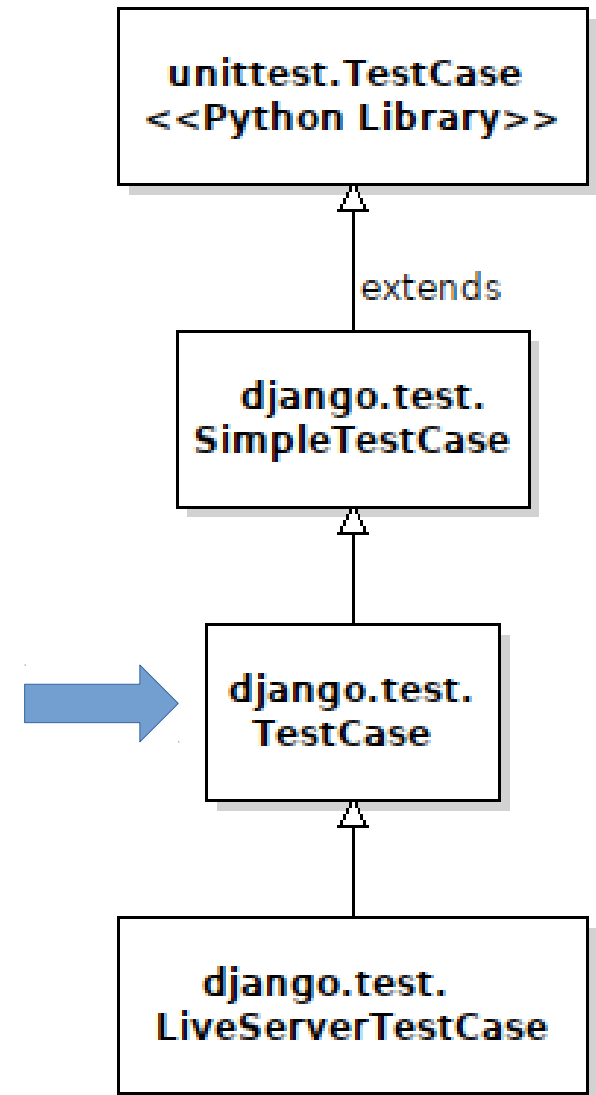 unittest.TestCase
<<Python Library>>
extends
django.test.
SimpleTestCase
django.test.
TestCase
django.test.
LiveServerTestCase